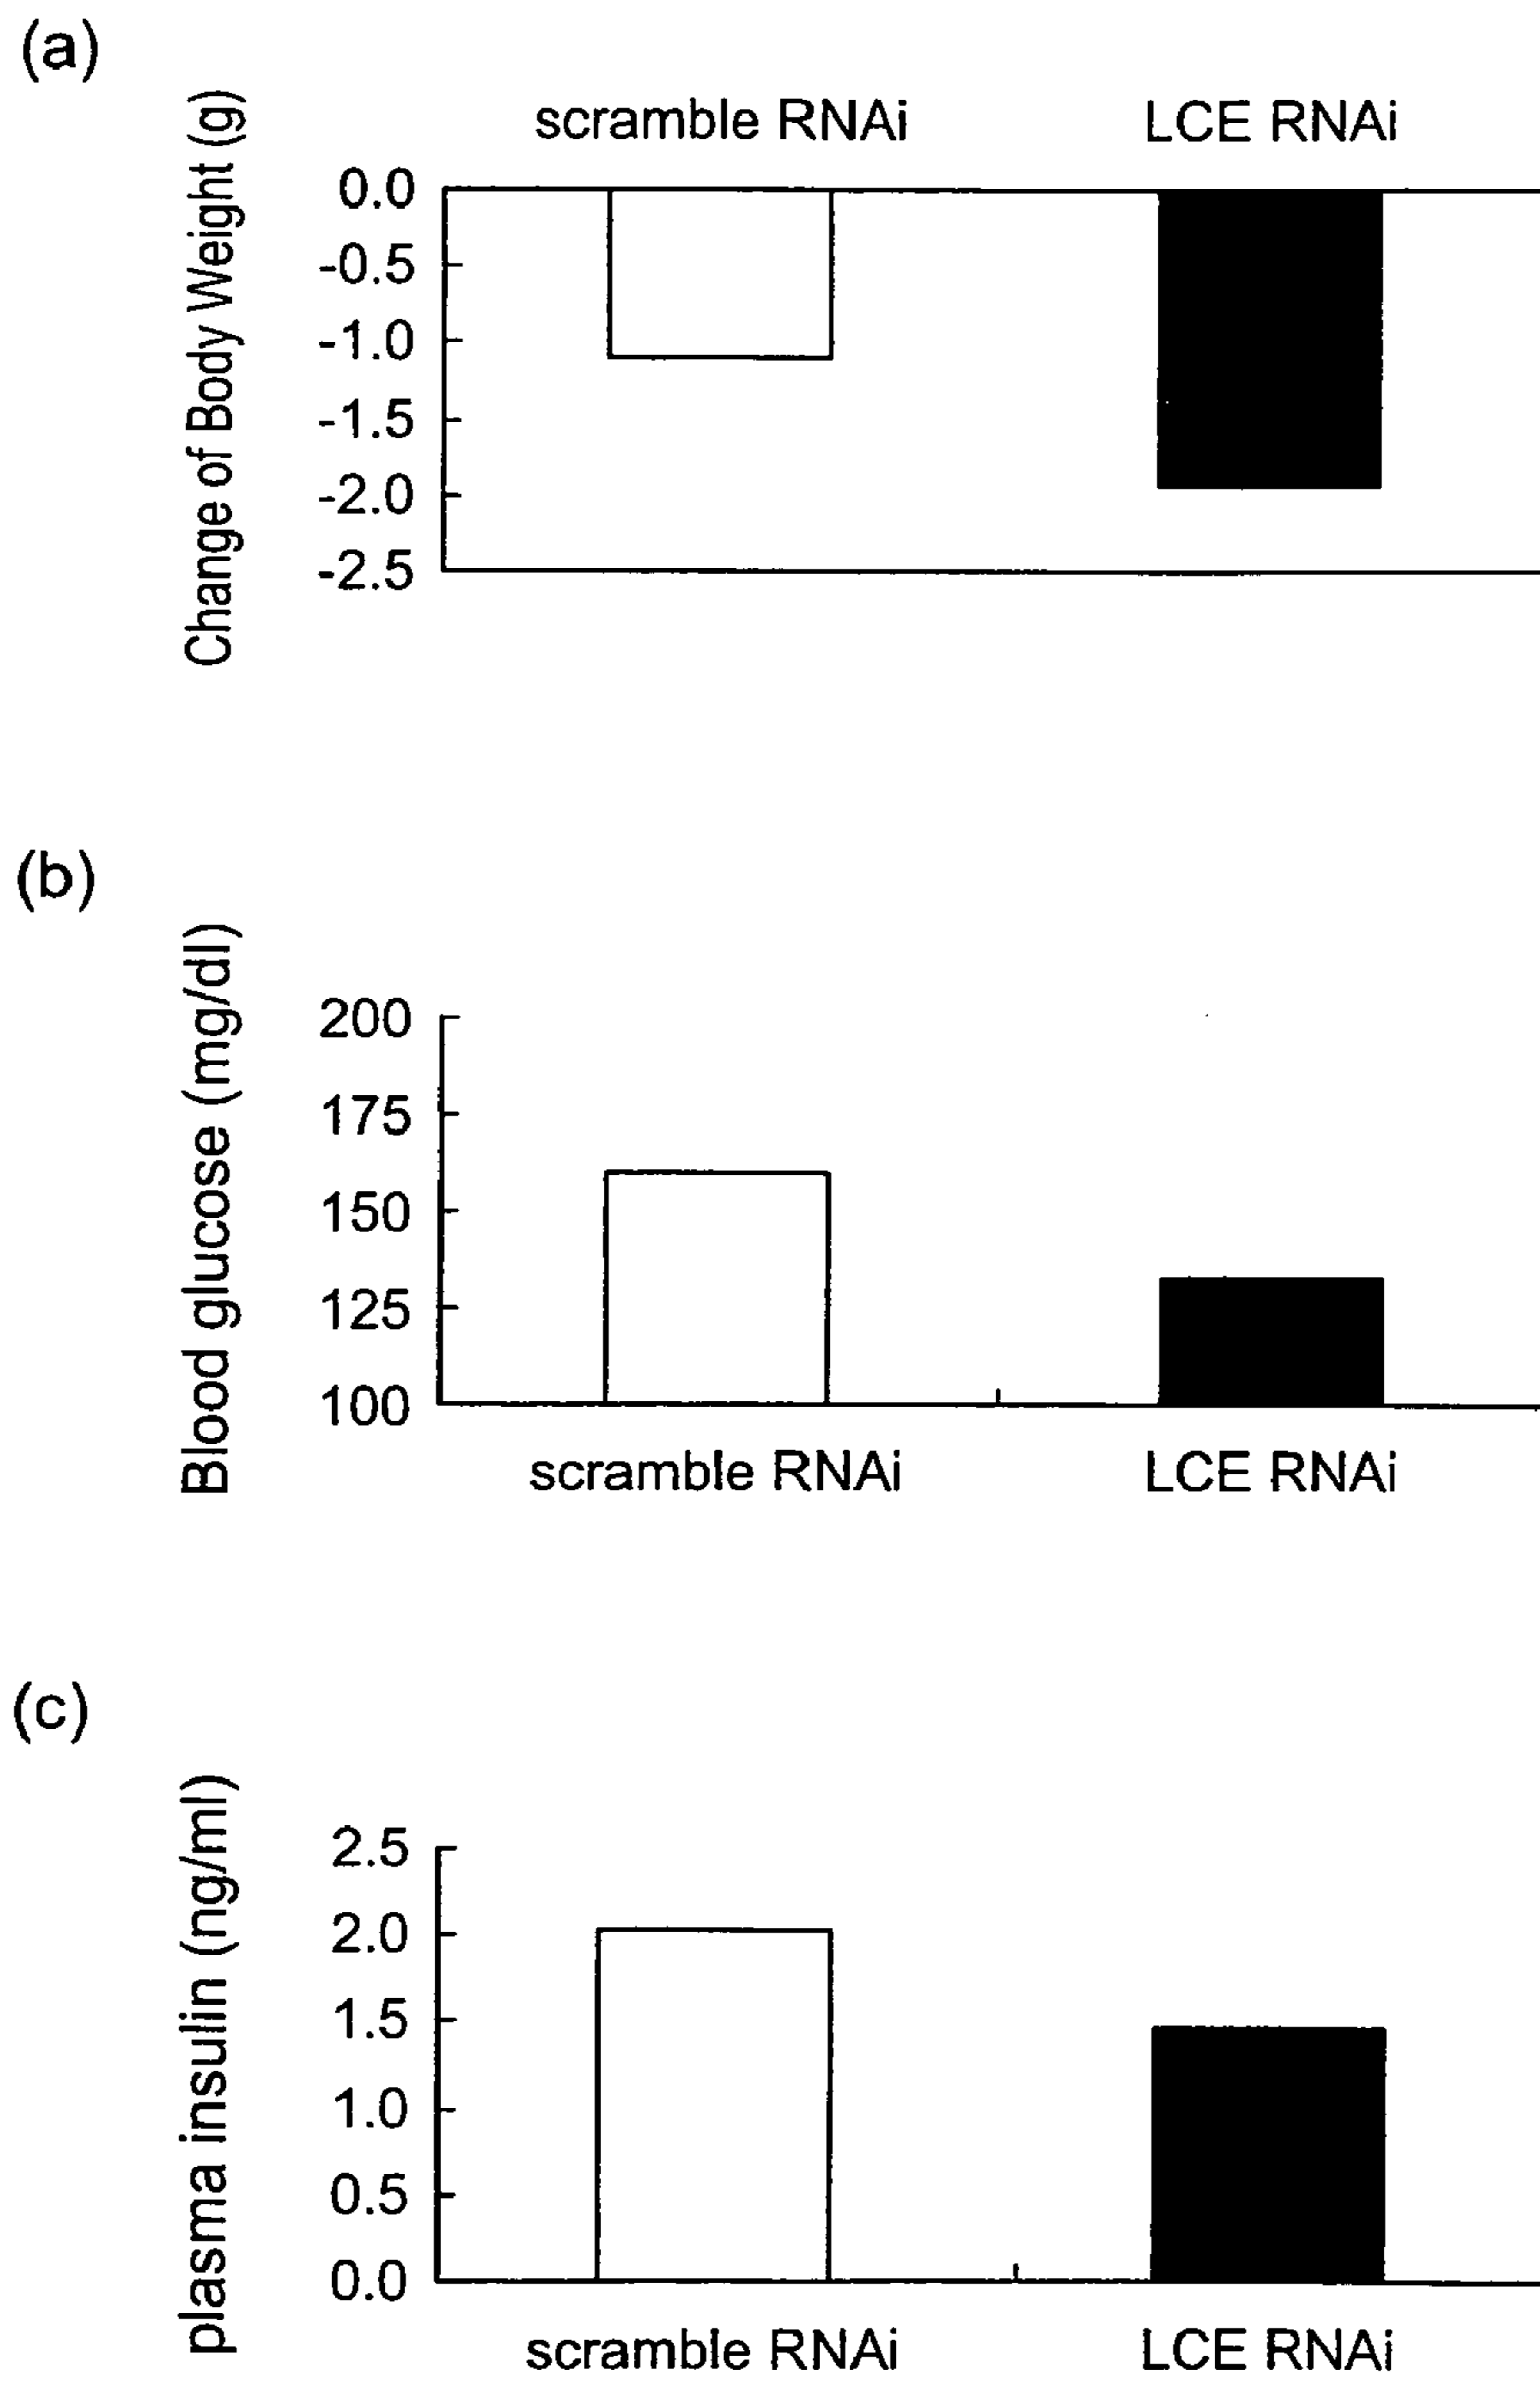 (a)
Change of Body Weight (g)
scramble RNAi LCE RNAi
0.0
-0.5
-1.0
-1.5
-2.0
-2.5
(b)
Blood glucose (mg/dl)
200
175
150
125
100
scramble RNAi LCE RNAi
(c)
plasma insulin (ng/ml)
2.5
2.0
1.5
1.0
0.5
0.0
scramble RNAi LCE RNAi